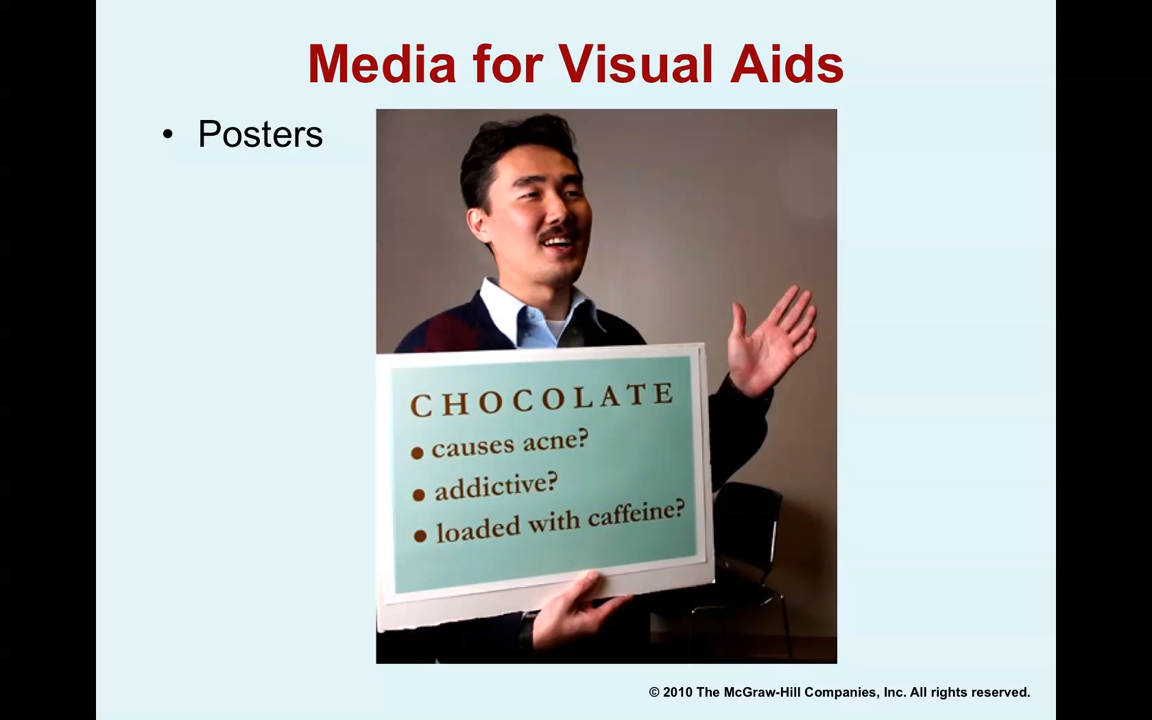 Media for Visual Aids
• Posters
CHOCOLATE
• causes acne?
• addictive?
• loaded with caffeine?
© 2010 The McGraw-Hill Companies, Inc. All rights reserved.